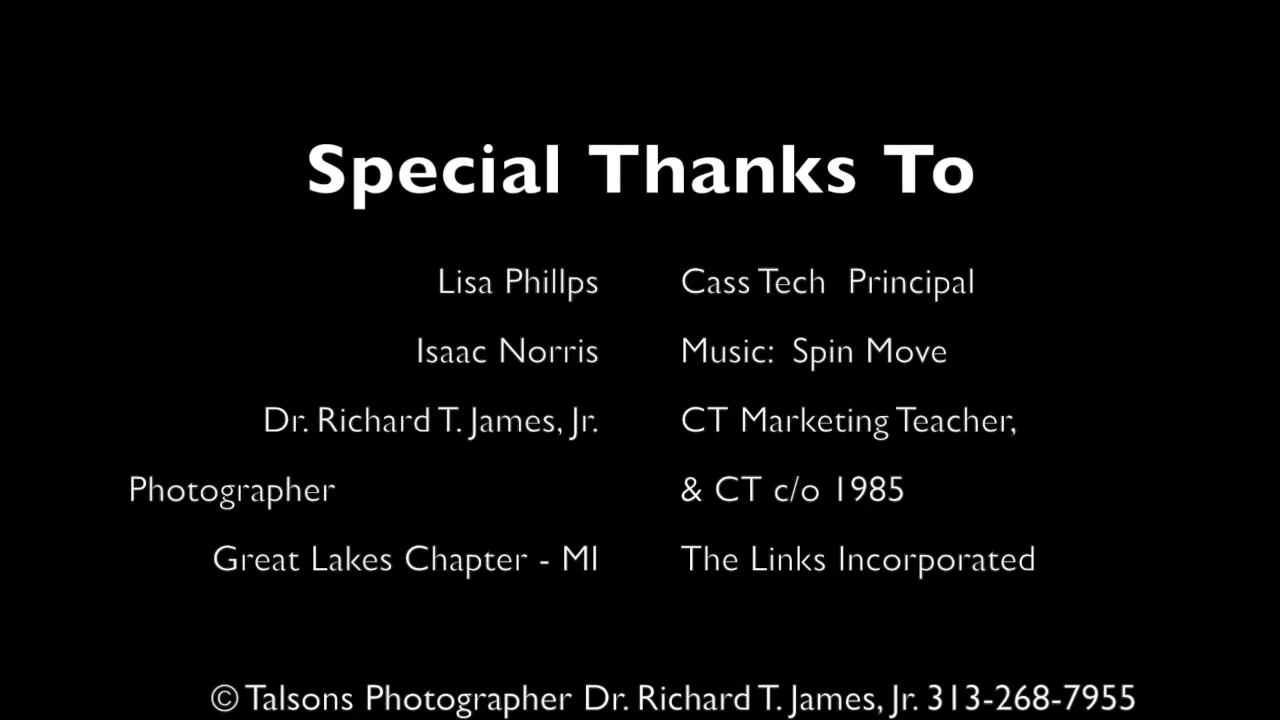 Special Thanks To
Lisa Phillps Cass Tech Principal
Isaac Norris Music: Spin Move
Dr. Richard T. James, Jr. CT Marketing Teacher,
Photographer & CT c/o 1985
Great Lakes Chapter - MI The Links Incorporated
© Talsons Photographer Dr. Richard T. James, Jr. 313-268-7955